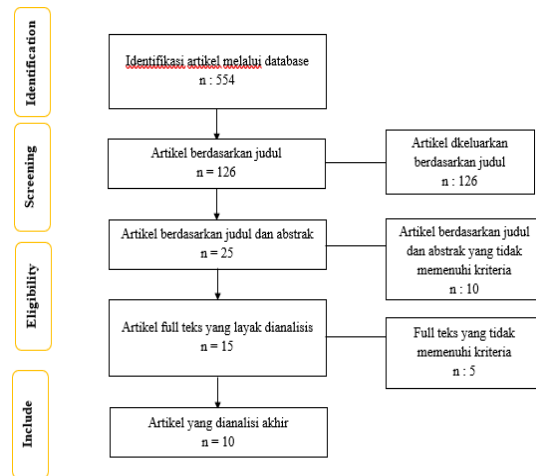 Identification
Identifikasi artikel melalui database
n : 554
Screening
Artikel berdasarkan judul
n = 126
Artikel dkeluarkan
berdasarkan judul
n : 126
Artikel berdasarkan judul dan abstrak
n = 25
Artikel berdasarkan judul
dan abstrak yang tidak
memenuhi kriteria
n : 10
Eligibility
Artikel full teks yang layak dianalisis
n = 15
Full teks yang tidak
memenuhi kriteria
n : 5
Include
Artikel yang dianalisi akhir
n = 10